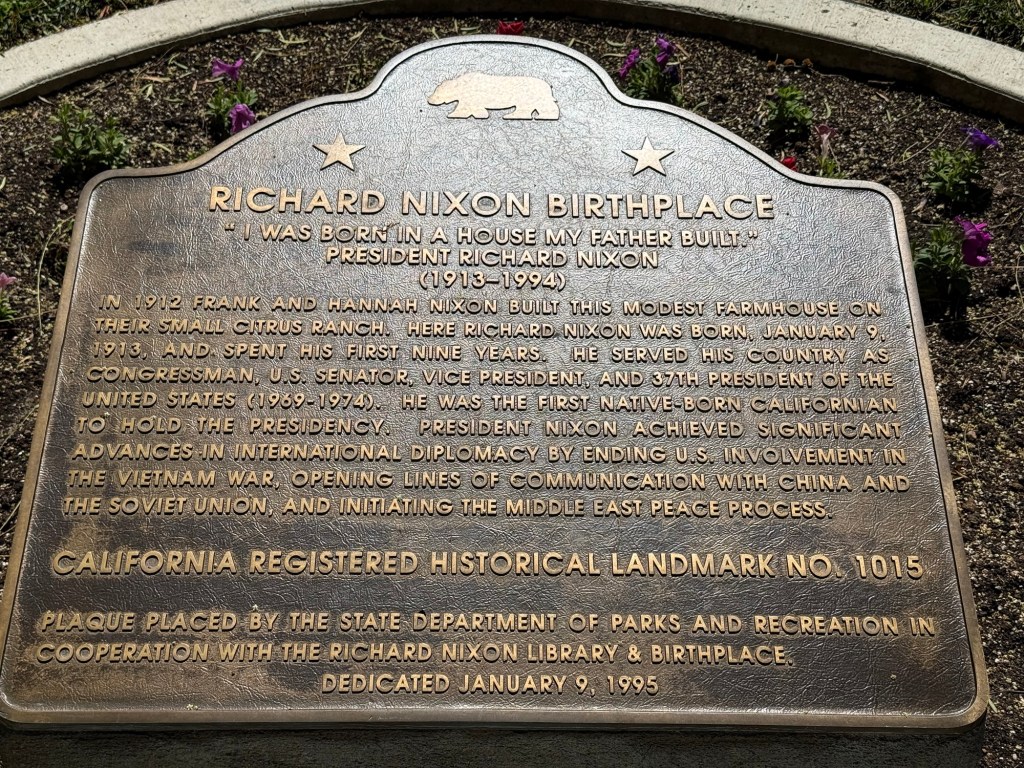 RICHARD NIXON BIRTHPLACE
"I WAS BORN IN A HOUSE MY FATHER BUILT."
PRESIDENT RICHARD NIXON
(1913–1994)
IN 1912 FRANK AND HANNAH NIXON BUILT THIS MODEST FARMHOUSE ON
THEIR SMALL CITRUS RANCH. HERE RICHARD NIXON WAS BORN, JANUARY 9,
1913, AND SPENT HIS FIRST NINE YEARS. HE SERVED HIS COUNTRY AS
CONGRESSMAN, U.S. SENATOR, VICE PRESIDENT, AND 37TH PRESIDENT OF THE
UNITED STATES (1969-1974). HE WAS THE FIRST NATIVE-BORN CALIFORNIAN
TO HOLD THE PRESIDENCY. PRESIDENT NIXON ACHIEVED SIGNIFICANT
ADVANCES IN INTERNATIONAL DIPLOMACY BY ENDING U.S. INVOLVEMENT IN
THE VIETNAM WAR, OPENING LINES OF COMMUNICATION WITH CHINA AND
THE SOVIET UNION, AND INITIATING THE MIDDLE EAST PEACE PROCESS.
CALIFORNIA REGISTERED HISTORICAL LANDMARK NO. 1015
PLAQUE PLACED BY THE STATE DEPARTMENT OF PARKS AND RECREATION IN
COOPERATION WITH THE RICHARD NIXON LIBRARY & BIRTHPLACE.
DEDICATED JANUARY 9, 1995